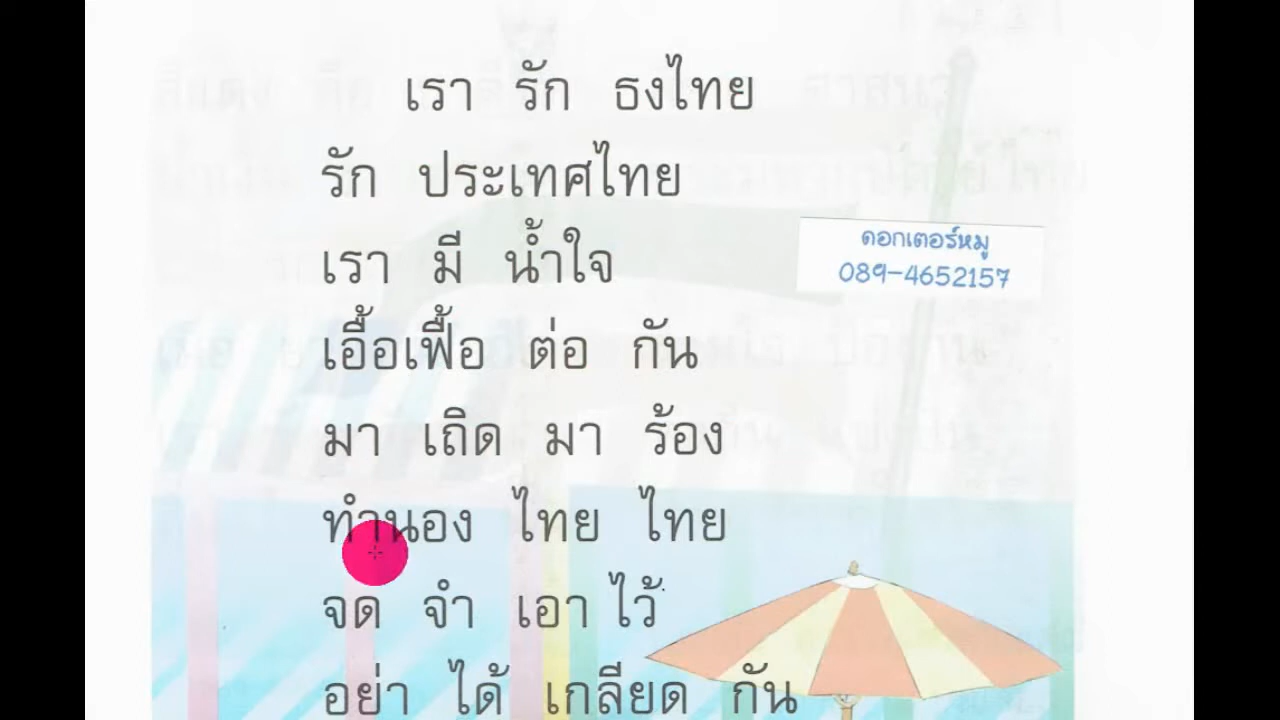 เรา รัก ธงไทย
รัก ประเทศไทย
เรา มี น้ำใจ
ดอกเตอร์หมู
089-4652157
เอื้อเฟื้อ ต่อ กัน
มา เถิด มา ร้อง
ทำนอง ไทย ไทย
จด จำ เอา ไว้
อย่า ได้ เกลียด กัน